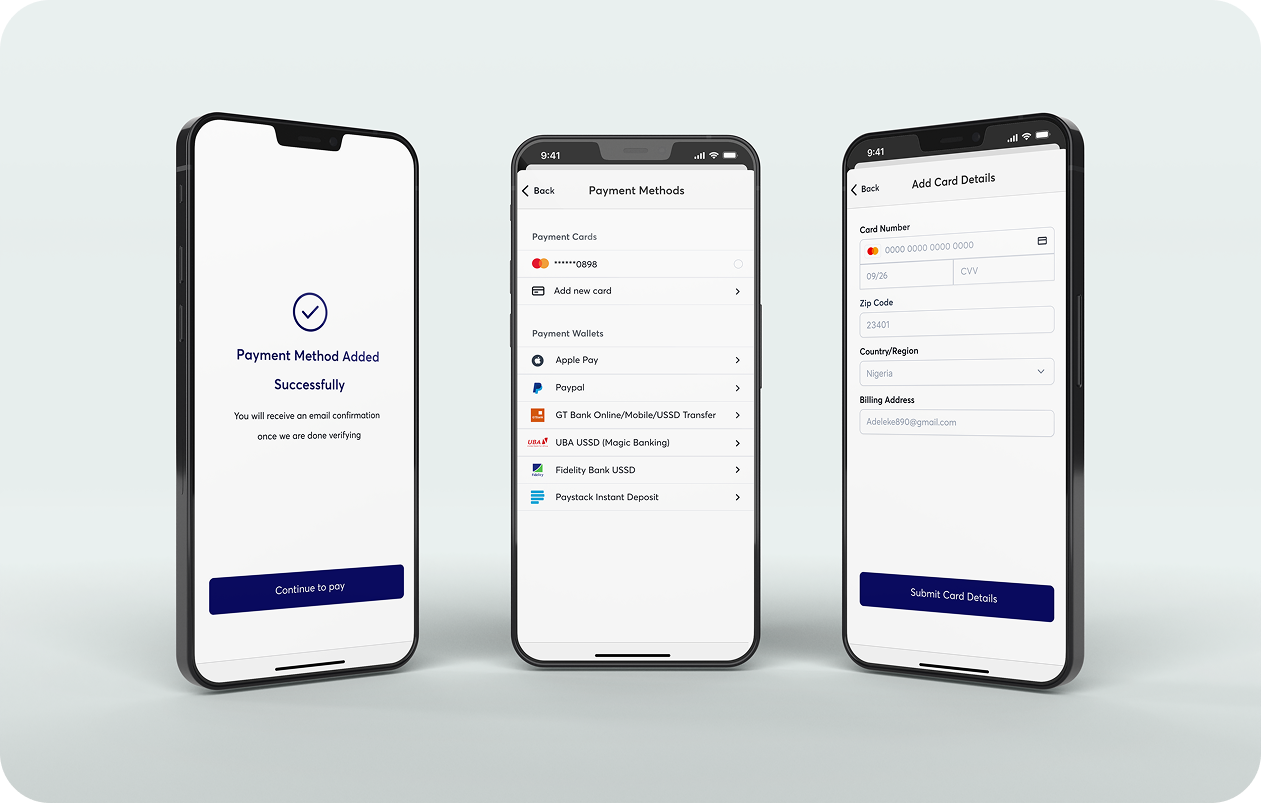 Payment Method Added
Successfully
You will receive an email confirmation
once we are done verifying
Continue to pay
9:41
Back
Payment Methods
Payment Cards
******0898
Add new card
Payment Wallets
Apple Pay
Paypal
GT Bank Online/Mobile/USSD Transfer
UBA
UBA USSD (Magic Banking)
Fidelity
Fidelity Bank USSD
Paystack Instant Deposit
9:41
Back
Add Card Details
Card Number
0000 0000 0000 0000
09/26
CVV
Zip Code
23401
Country/Region
Nigeria
Billing Address
Adeleke890@gmail.com
Submit Card Details